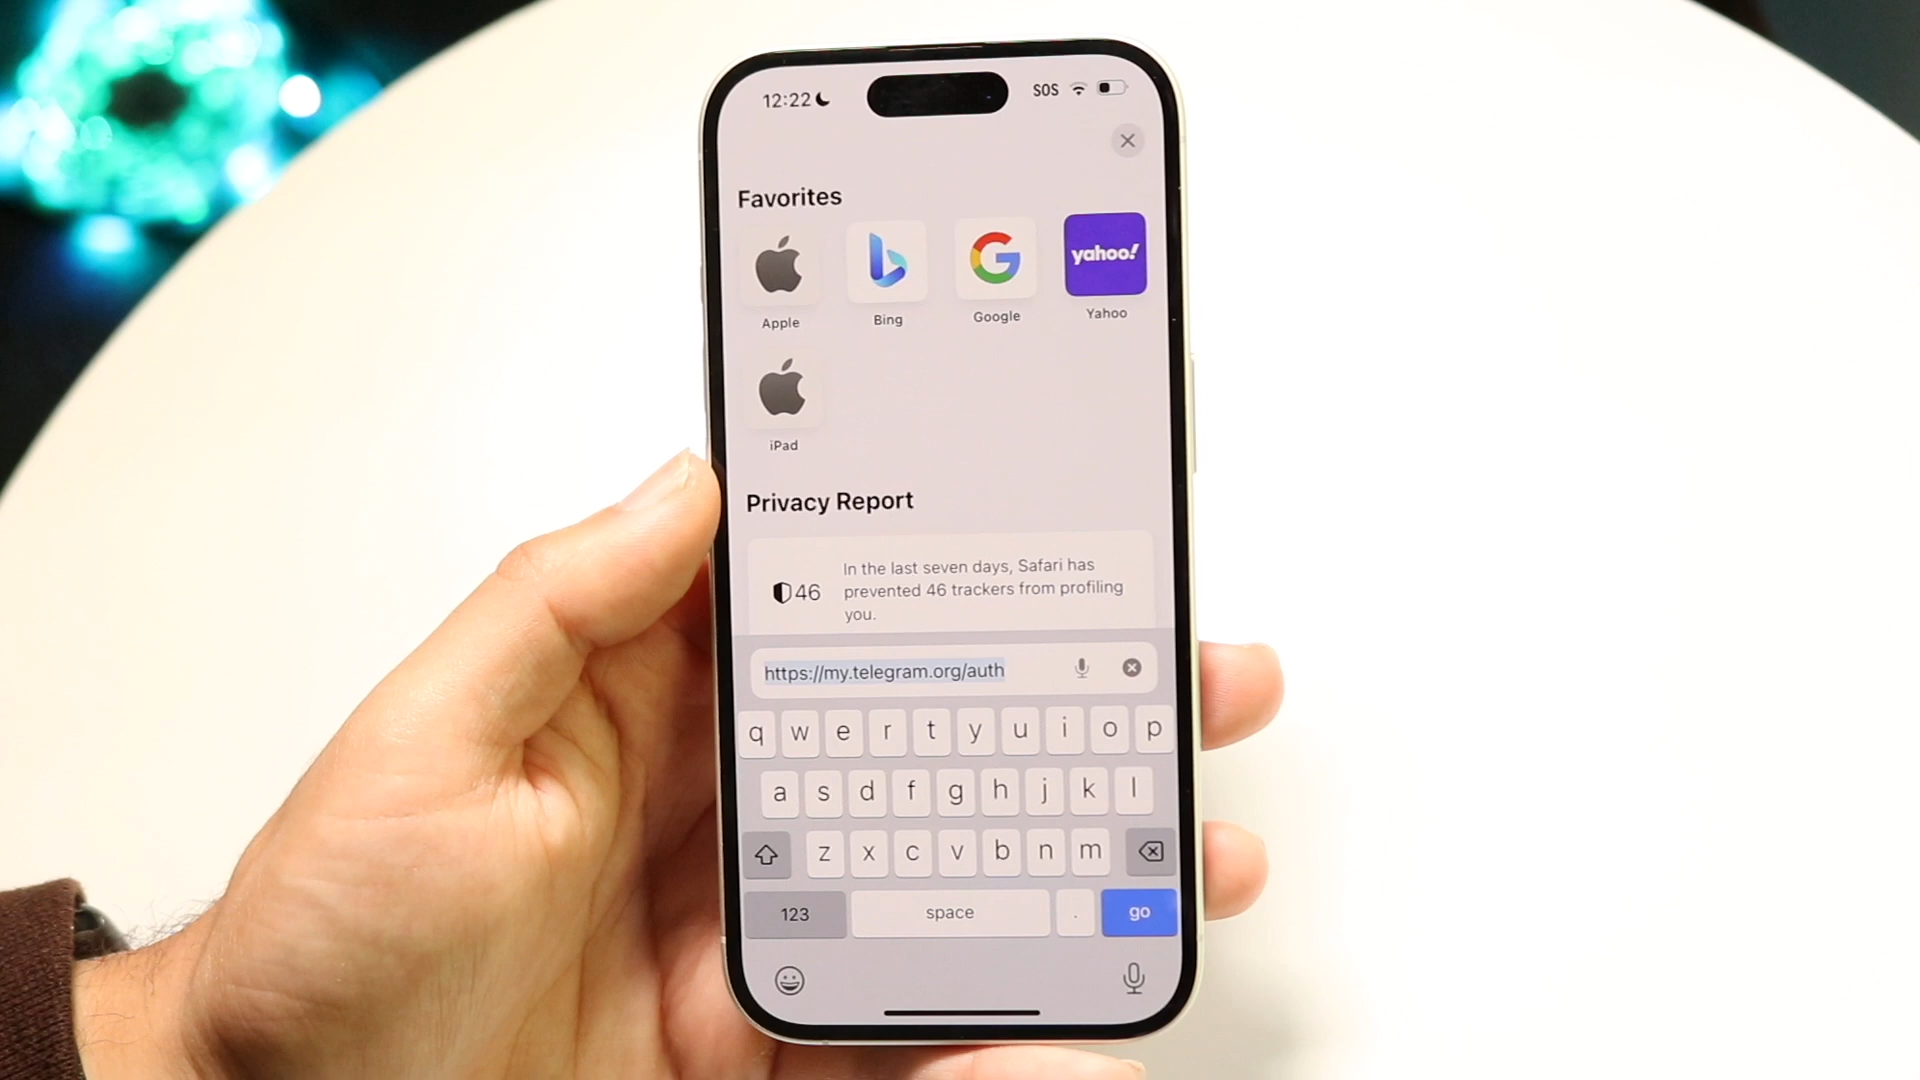 12:22
SOS
Favorites
yahoo!
Apple
Bing
Google
Yahoo
iPad
Privacy Report
46
In the last seven days, Safari has
prevented 46 trackers from profiling
you.
https://my.telegram.org/auth
q w e r t y u i o p
a s d f g h j k l
z x c v b n m
123
space
.
go